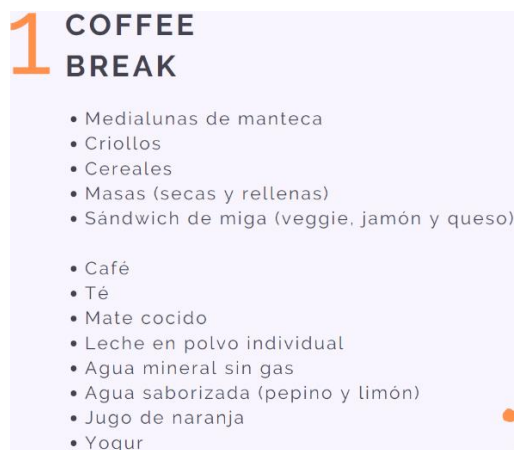 1 COFFEE
BREAK
• Medialunas de manteca
• Criollos
• Cereales
• Masas (secas y rellenas)
• Sándwich de miga (veggie, jamón y queso)
• Café
• Té
• Mate cocido
• Leche en polvo individual
• Agua mineral sin gas
• Agua saborizada (pepino y limón)
• Jugo de naranja
• Yogur